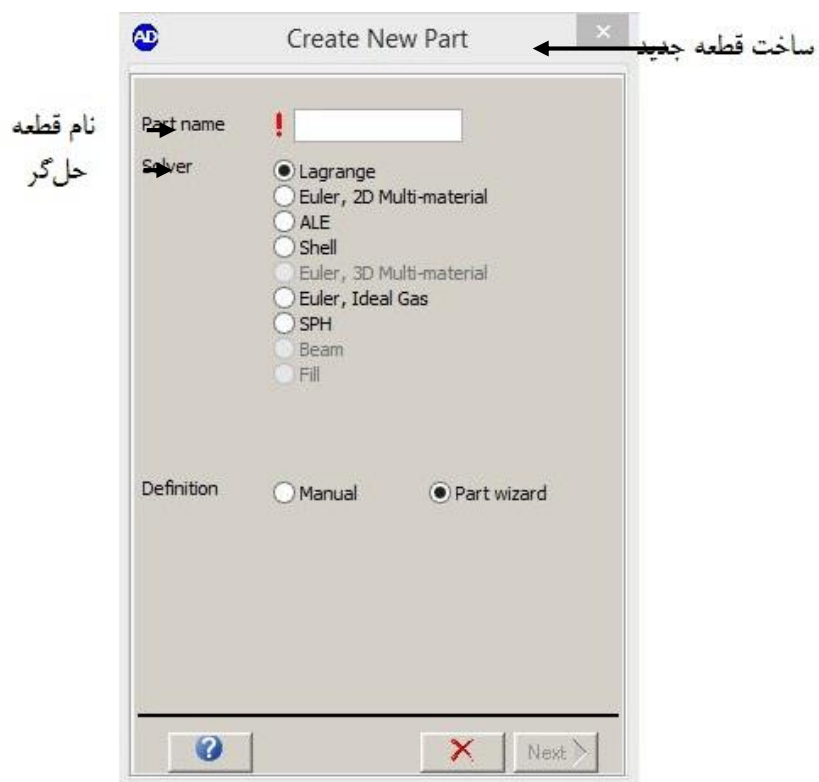 AD Create New Part
ساخت قطعه جدید
نام قطعه
Part name !
حل‌گر
Solver
Lagrange
Euler, 2D Multi-material
ALE
Shell
Euler, 3D Multi-material
Euler, Ideal Gas
SPH
Beam
Fill
Definition Manual Part wizard
? Next >